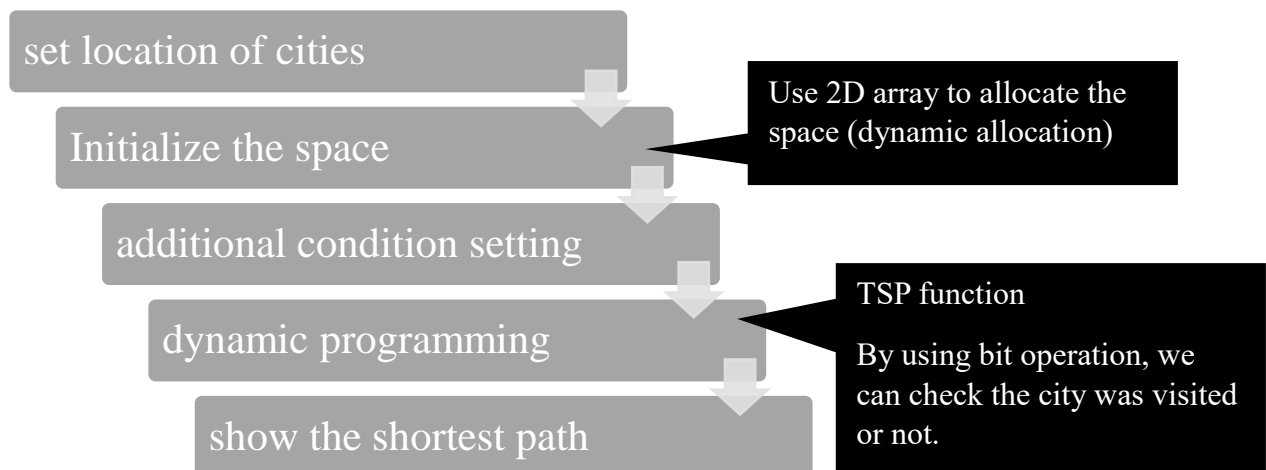 set location of cities
Use 2D array to allocate the
space (dynamic allocation)
Initialize the space
additional condition setting
TSP function
By using bit operation, we
can check the city was visited
or not.
dynamic programming
show the shortest path